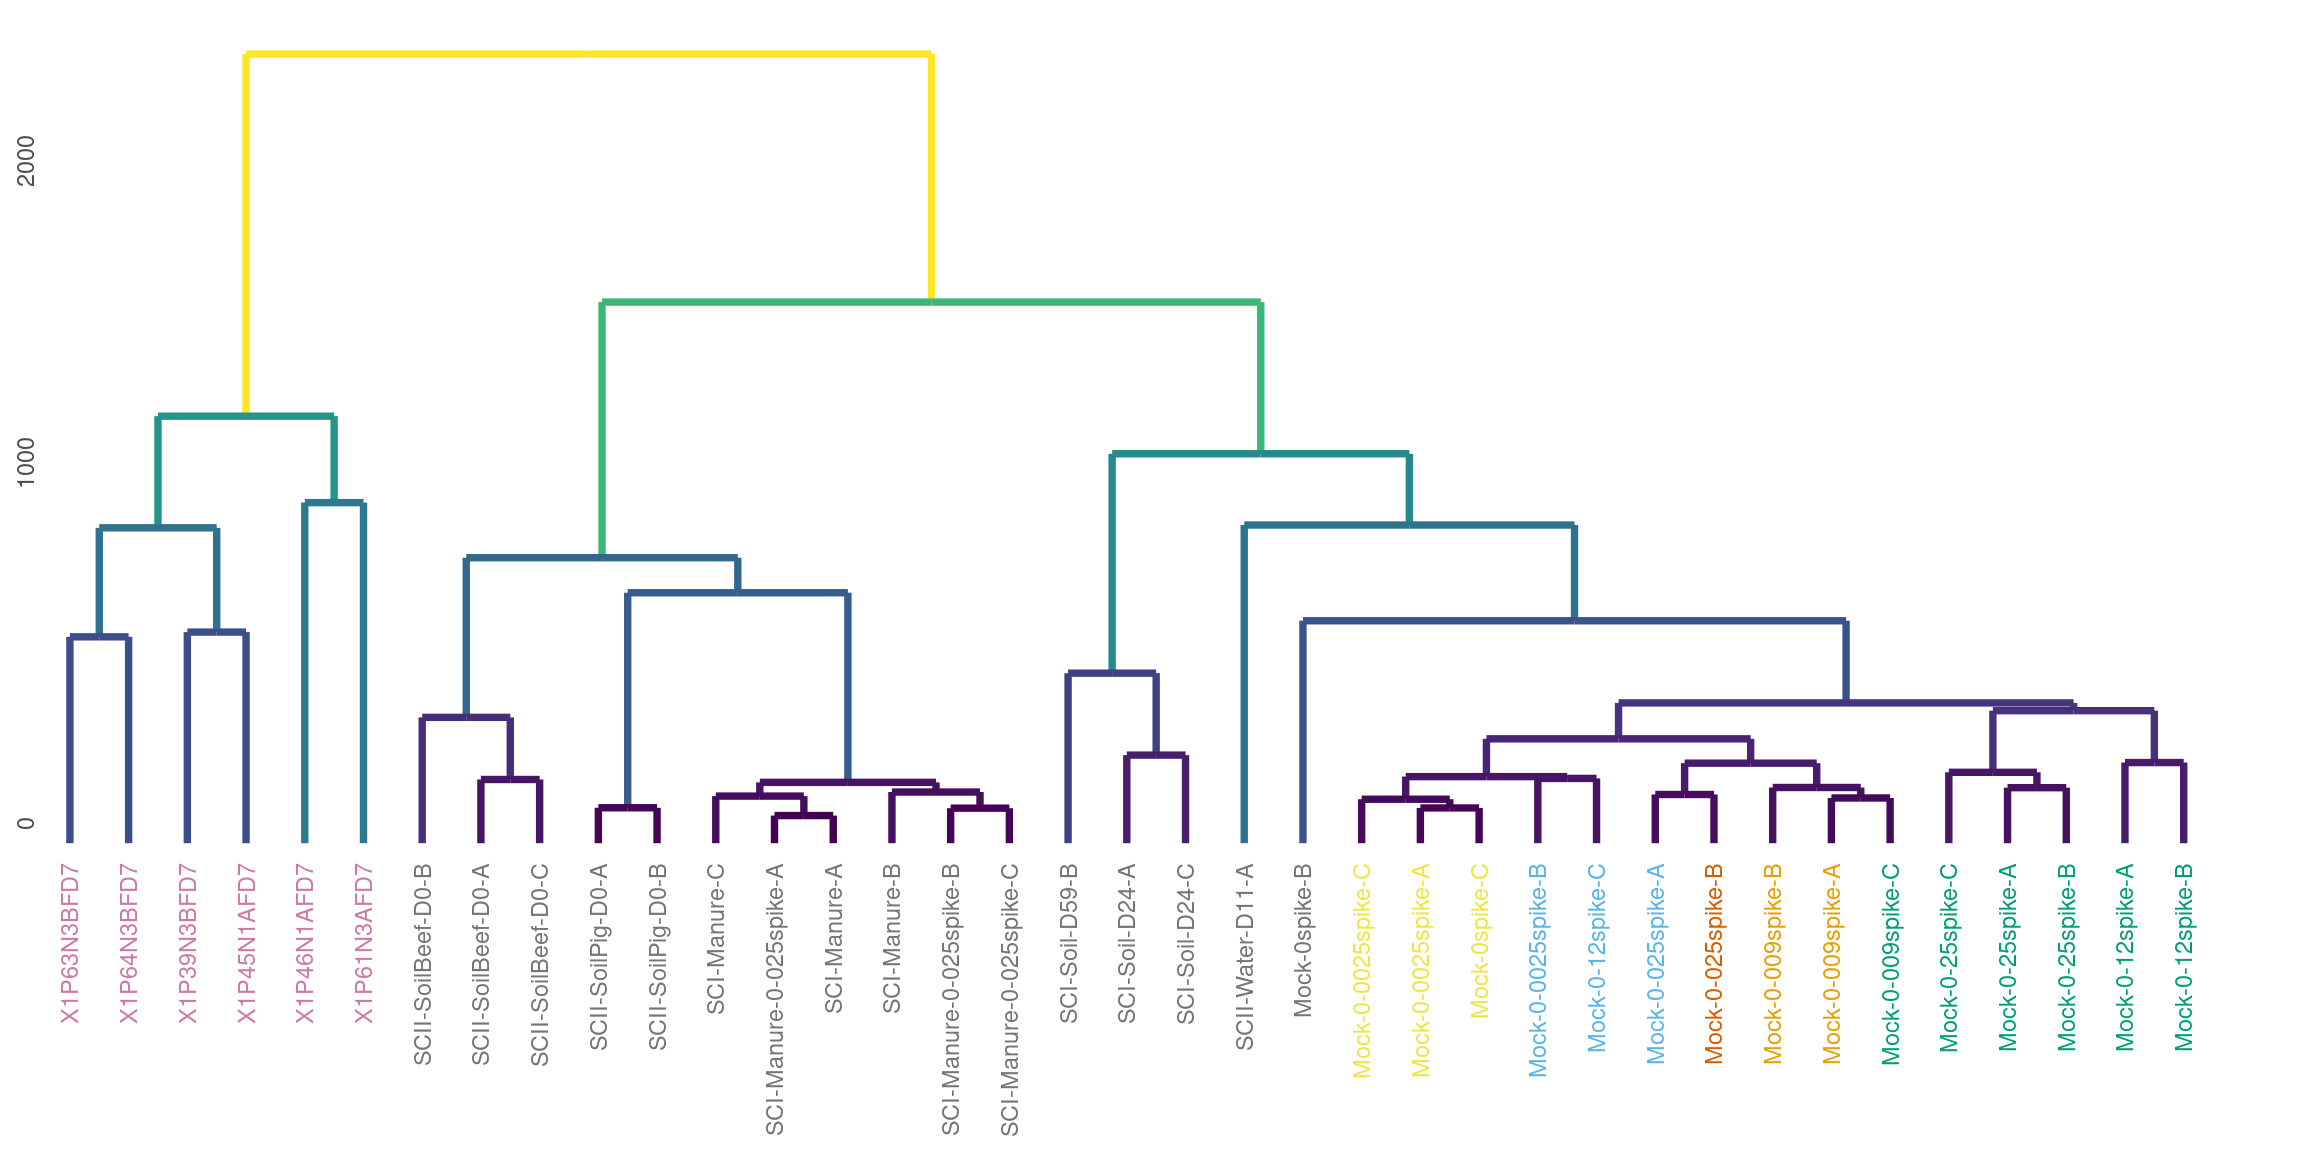 2000
1000
0
X1P63N3BFD7
X1P64N3BFD7
X1P39N3BFD7
X1P45N1AFD7
X1P46N1AFD7
X1P61N3AFD7
SCII-SoilBeef-D0-B
SCII-SoilBeef-D0-A
SCII-SoilBeef-D0-C
SCII-SoilPig-D0-A
SCII-SoilPig-D0-B
SCI-Manure-C
SCI-Manure-0-025spike-A
SCI-Manure-A
SCI-Manure-B
SCI-Manure-0-025spike-B
SCI-Manure-0-025spike-C
SCI-Soil-D59-B
SCI-Soil-D24-A
SCI-Soil-D24-C
SCII-Water-D11-A
Mock-0spike-B
Mock-0-0025spike-C
Mock-0-0025spike-A
Mock-0spike-C
Mock-0-0025spike-B
Mock-0-12spike-C
Mock-0-025spike-A
Mock-0-025spike-B
Mock-0-009spike-B
Mock-0-009spike-A
Mock-0-009spike-C
Mock-0-25spike-C
Mock-0-25spike-A
Mock-0-25spike-B
Mock-0-12spike-A
Mock-0-12spike-B